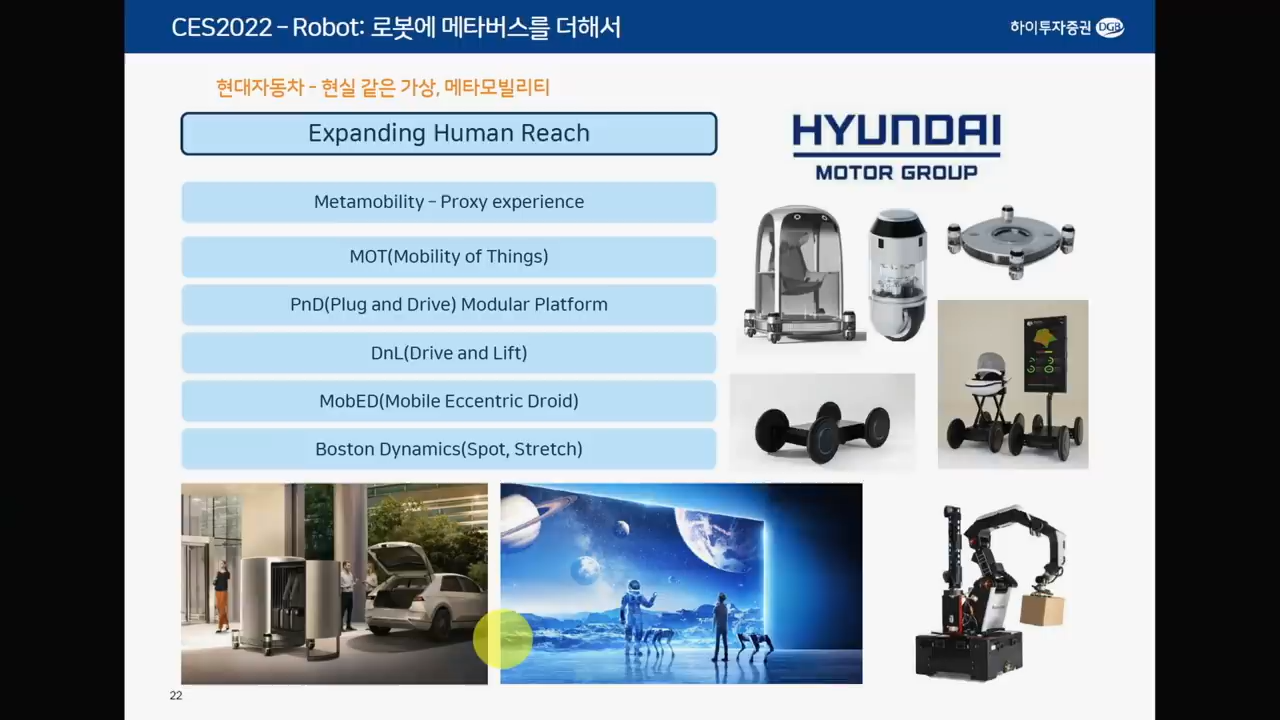 CES2022 – Robot: 로봇에 메타버스를 더해서
하이투자증권 DGB
현대자동차 – 현실 같은 가상, 메타모빌리티
Expanding Human Reach
HYUNDAI
MOTOR GROUP
Metamobility – Proxy experience
MOT(Mobility of Things)
PnD(Plug and Drive) Modular Platform
DnL(Drive and Lift)
MobED(Mobile Eccentric Droid)
Boston Dynamics(Spot, Stretch)
22